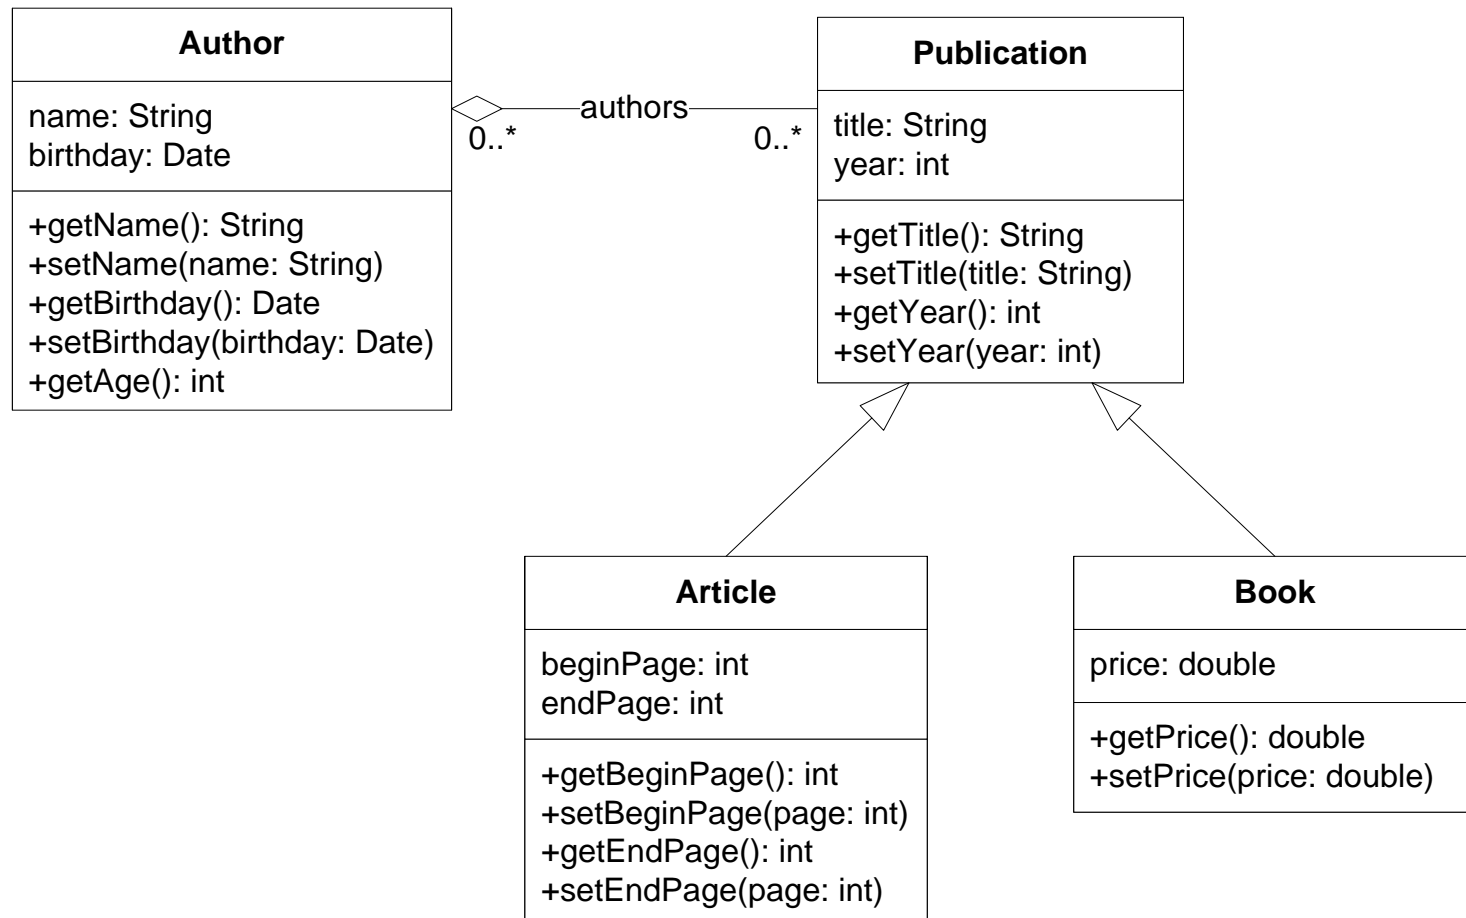 Author
name: String
birthday: Date
+getName(): String
+setName(name: String)
+getBirthday(): Date
+setBirthday(birthday: Date)
+getAge(): int
authors
0..*
0..*
Publication
title: String
year: int
+getTitle(): String
+setTitle(title: String)
+getYear(): int
+setYear(year: int)
Article
beginPage: int
endPage: int
+getBeginPage(): int
+setBeginPage(page: int)
+getEndPage(): int
+setEndPage(page: int)
Book
price: double
+getPrice(): double
+setPrice(price: double)